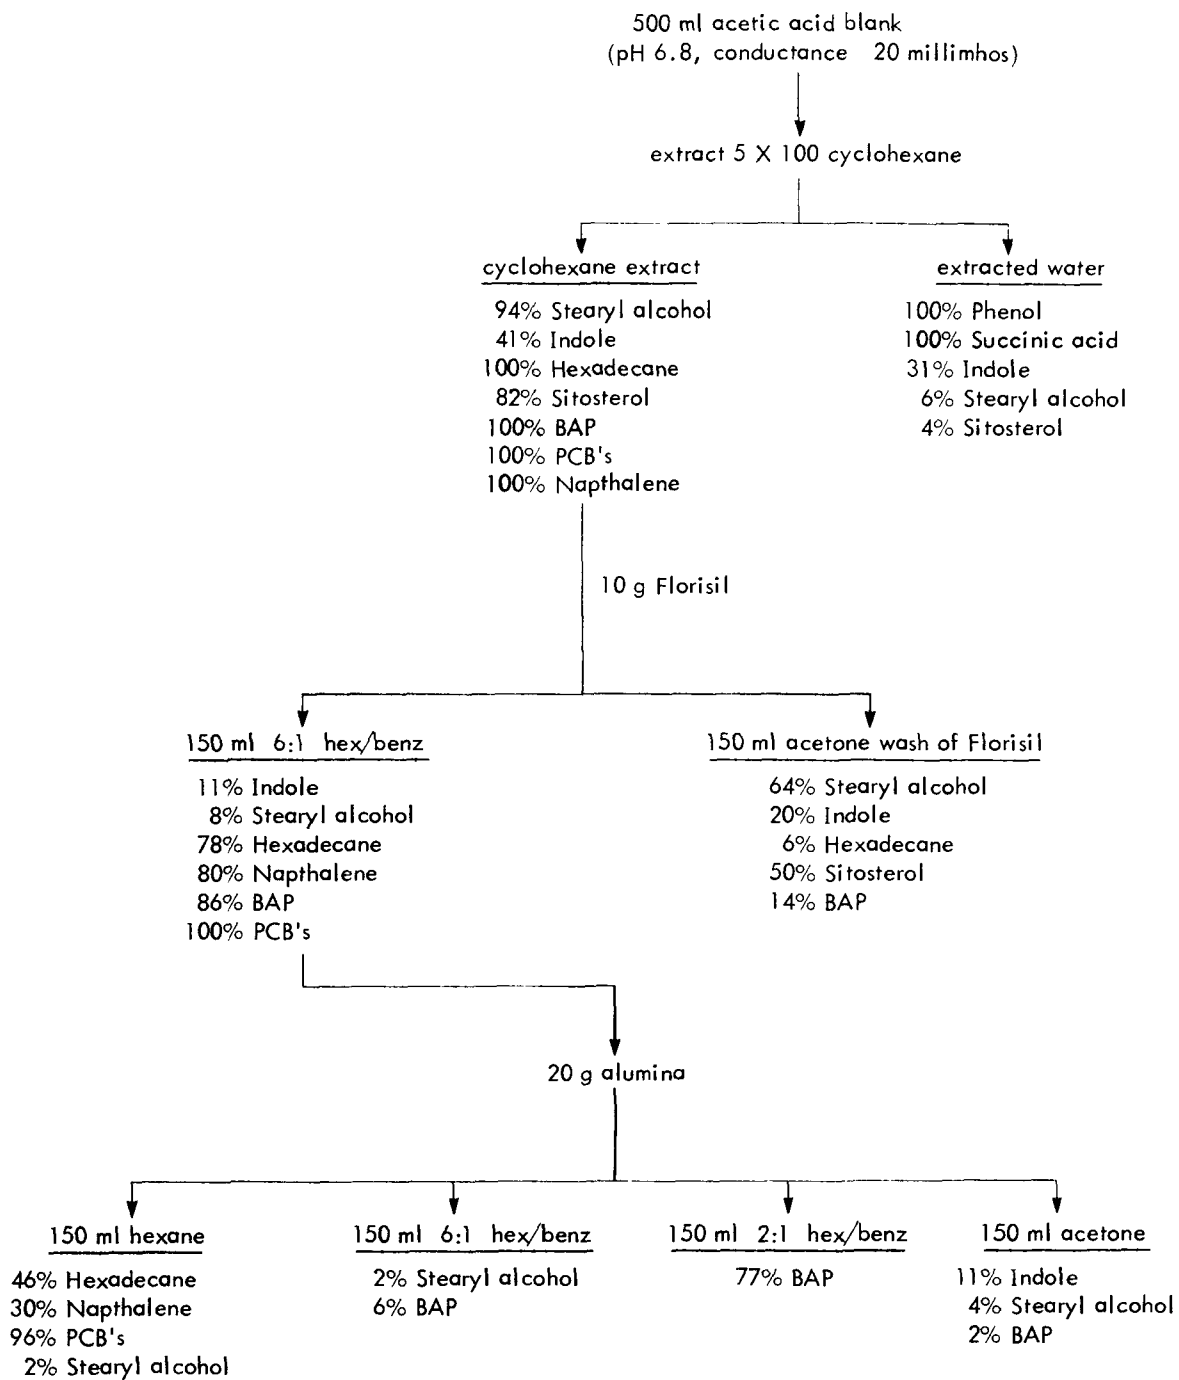 500 ml acetic acid blank
(pH 6.8, conductance 20 millimhos)
extract 5 X 100 cyclohexane
cyclohexane extract
94% Stearyl alcohol
41% Indole
100% Hexadecane
82% Sitosterol
100% BAP
100% PCB's
100% Napthalene
extracted water
100% Phenol
100% Succinic acid
31% Indole
6% Stearyl alcohol
4% Sitosterol
10 g Florisil
150 ml 6:1 hex/benz
11% Indole
8% Stearyl alcohol
78% Hexadecane
80% Napthalene
86% BAP
100% PCB's
150 ml acetone wash of Florisil
64% Stearyl alcohol
20% Indole
6% Hexadecane
50% Sitosterol
14% BAP
20 g alumina
150 ml hexane
46% Hexadecane
30% Napthalene
96% PCB's
2% Stearyl alcohol
150 ml 6:1 hex/benz
2% Stearyl alcohol
6% BAP
150 ml 2:1 hex/benz
77% BAP
150 ml acetone
11% Indole
4% Stearyl alcohol
2% BAP